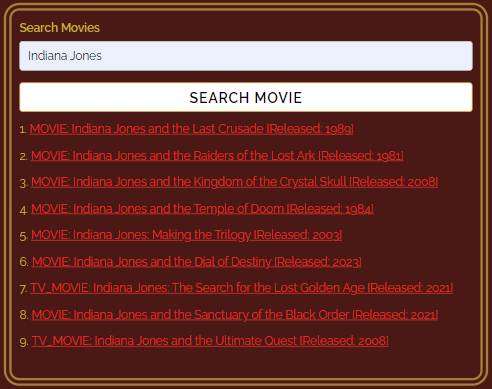 Search Movies
Indiana Jones
SEARCH MOVIE
1. MOVIE: Indiana Jones and the Last Crusade [Released: 1989]
2. MOVIE: Indiana Jones and the Raiders of the Lost Ark [Released: 1981]
3. MOVIE: Indiana Jones and the Kingdom of the Crystal Skull [Released: 2008]
4. MOVIE: Indiana Jones and the Temple of Doom [Released: 1984]
5. MOVIE: Indiana Jones: Making the Trilogy [Released: 2003]
6. MOVIE: Indiana Jones and the Dial of Destiny [Released: 2023]
7. TV_MOVIE: Indiana Jones: The Search for the Lost Golden Age [Released: 2021]
8. MOVIE: Indiana Jones and the Sanctuary of the Black Order [Released: 2021]
9. TV_MOVIE: Indiana Jones and the Ultimate Quest [Released: 2008]